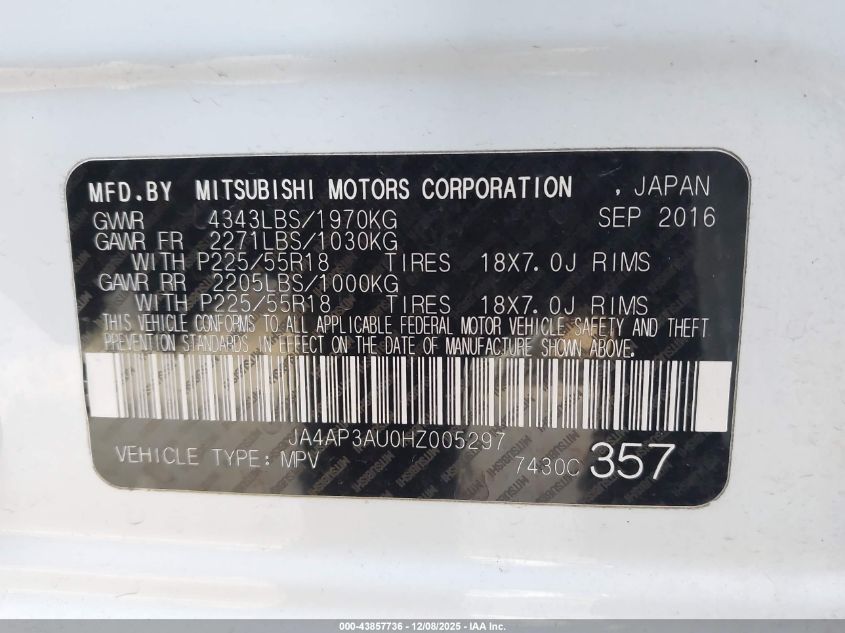 MFD.BY MITSUBISHI MOTORS CORPORATION , JAPAN
GVWR 4343LBS/1970KG SEP 2016
GAWR FR 2271LBS/1030KG
WITH P225/55R18 TIRES 18X7.0J RIMS
GAWR RR 2205LBS/1000KG
WITH P225/55R18 TIRES 18X7.0J RIMS
THIS VEHICLE CONFORMS TO ALL APPLICABLE FEDERAL MOTOR VEHICLE SAFETY AND THEFT
PREVENTION STANDARDS IN EFFECT ON THE DATE OF MANUFACTURE SHOWN ABOVE.
JA4AP3AU0HZ005297
VEHICLE TYPE: MPV 7430C 357
000-43857736 - 12/08/2025 - IAA Inc.